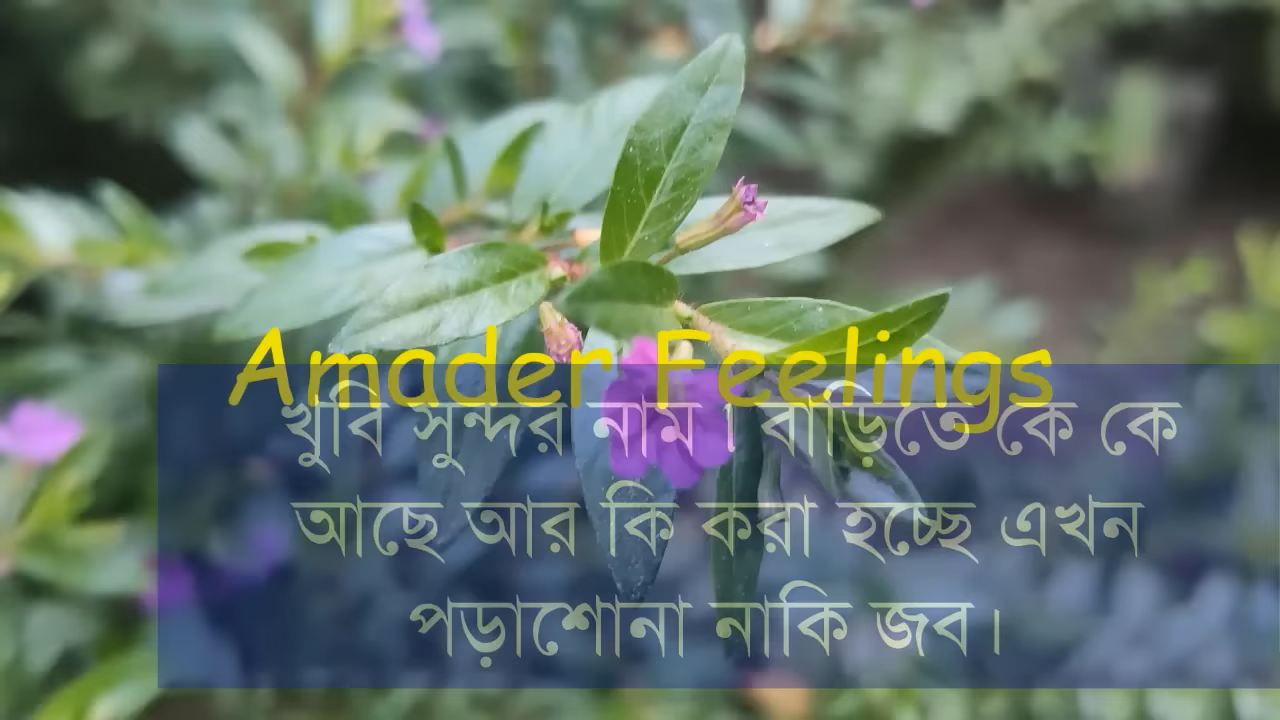 Amader Feelings
খুবি সুন্দর নাম। বাড়িতে কে কে
আছে আর কি করা হচ্ছে এখন
পড়াশোনা নাকি জব।